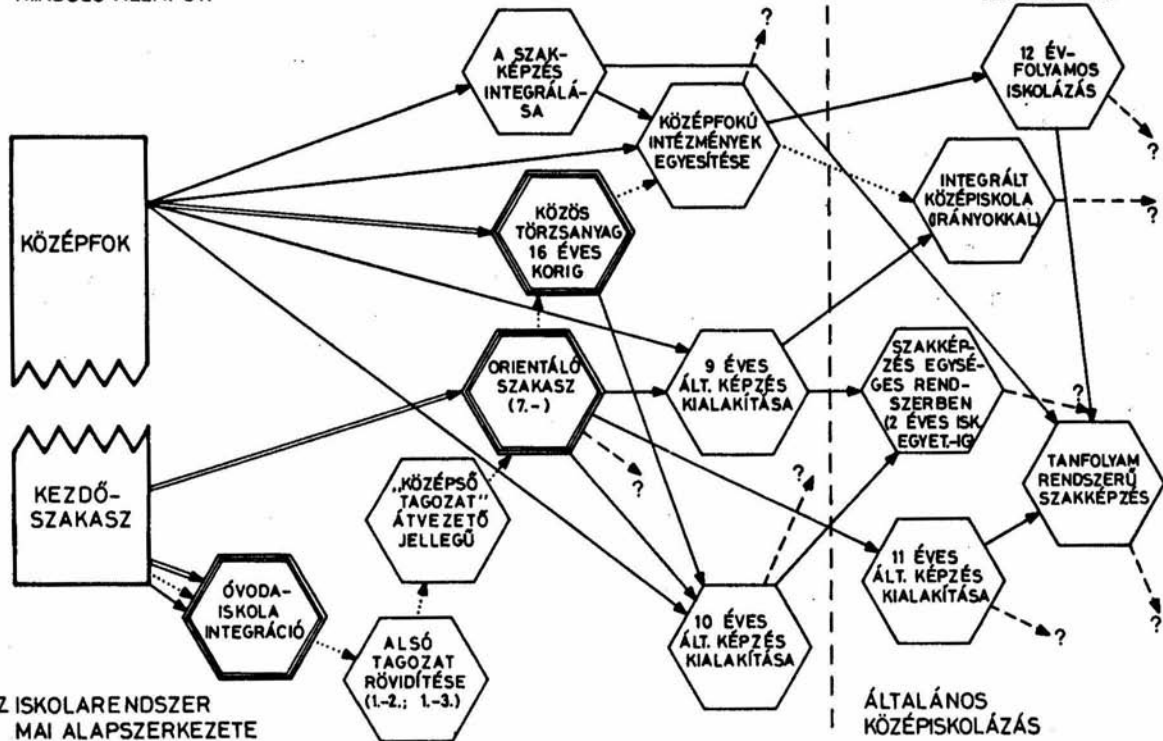 ?
A SZAK-
KÉPZÉS
INTEGRÁLÁ-
SA
12 ÉV-
FOLYAMOS
ISKOLÁZÁS
?
KÖZÉPFOKÚ
INTÉZMÉNYEK
EGYESÍTÉSE
INTEGRÁLT
KÖZÉPISKOLA
(IRÁNYOKKAL)
?
KÖZÉPFOK
KÖZÖS
TÖRZSANYAG
16 ÉVES
KORIG
ORIENTÁLÓ
SZAKASZ
(7.-)
9 ÉVES
ÁLT. KÉPZÉS
KIALAKÍTÁSA
SZAKKÉP-
ZÉS EGYSÉ-
GES REND-
SZERBEN
(2 ÉVES ISK.
EGYET.-IG)
?
KEZDŐ-
SZAKASZ
„KÖZÉPSŐ
TAGOZAT"
ÁTVEZETŐ
JELLEGŰ
?
?
TANFOLYAM
RENDSZERŰ
SZAKKÉPZÉS
11 ÉVES
ÁLT. KÉPZÉS
KIALAKÍTÁSA
?
?
ÓVODA-
ISKOLA
INTEGRÁCIÓ
ALSÓ
TAGOZAT
RÖVIDÍTÉSE
(1.-2.; 1.-3.)
10 ÉVES
ÁLT. KÉPZÉS
KIALAKÍTÁSA
Z ISKOLARENDSZER
MAI ALAPSZERKEZETE
ÁLTALÁNOS
KÖZÉPISKOLÁZÁS